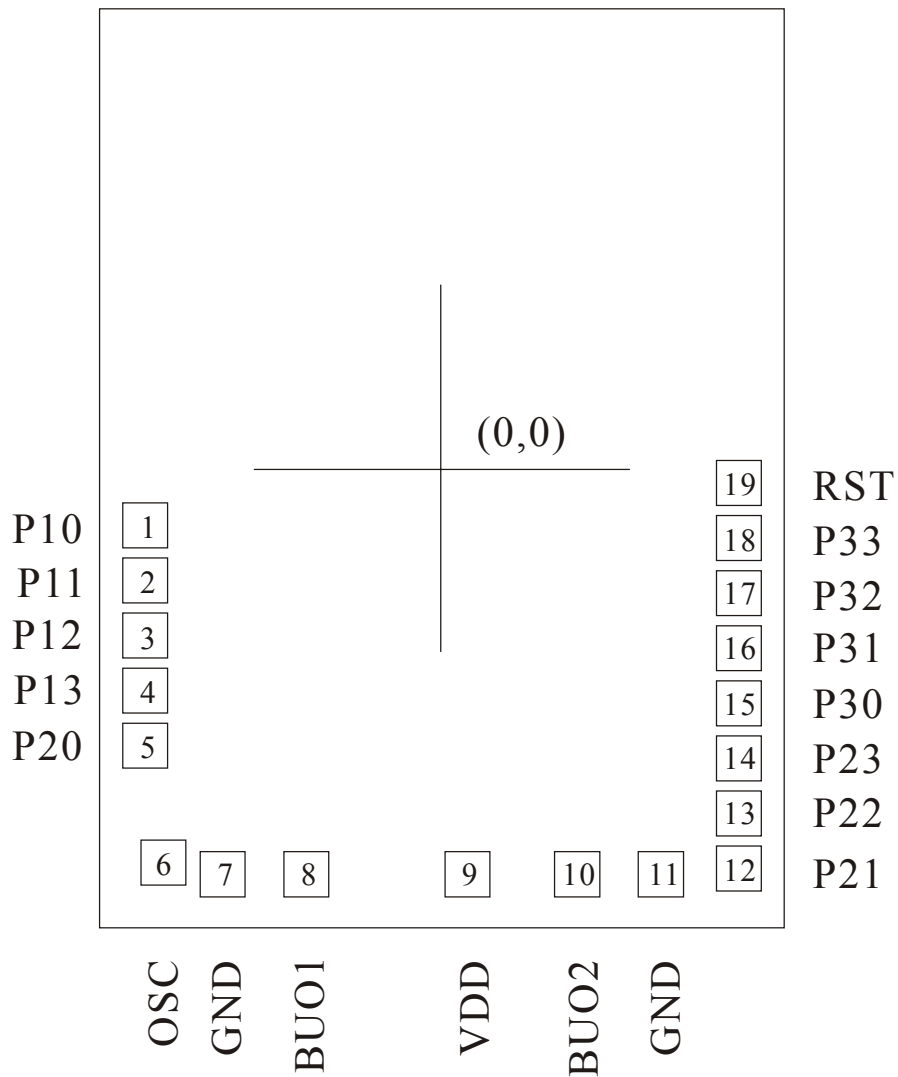 (0,0)
19 RST
P10 1
18 P33
P11 2
17 P32
P12 3
16 P31
P13 4
15 P30
P20 5
14 P23
13 P22
6 7 8 9 10 11 12 P21
OSC
GND
BUO1
VDD
BUO2
GND